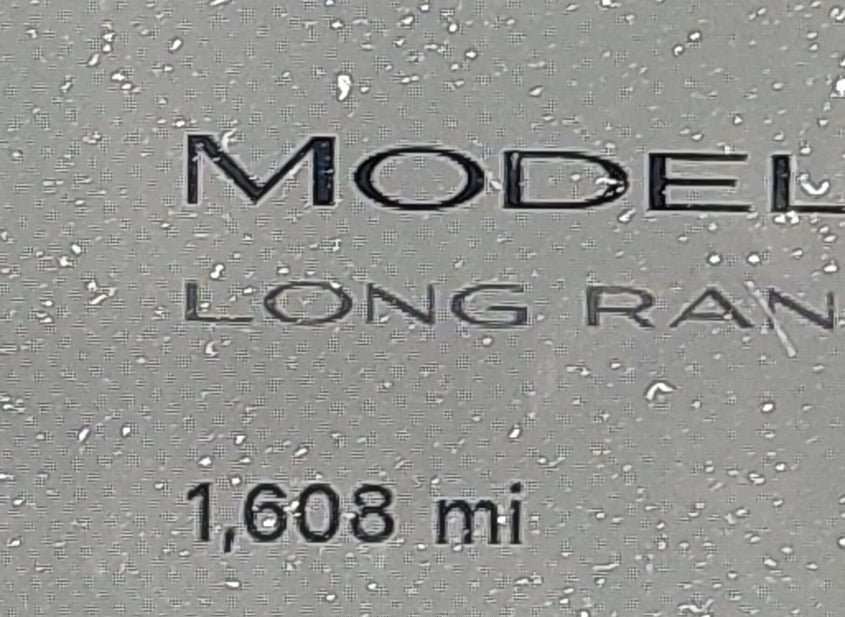 MODEL
LONG RAN
1,608 mi